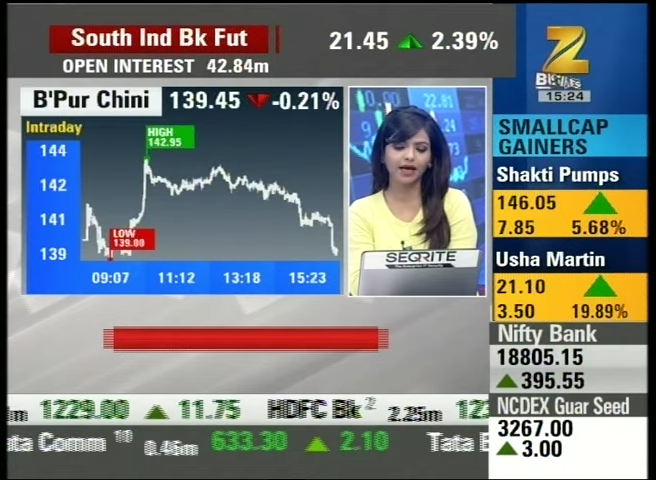 South Ind Bk Fut
21.45 2.39%
OPEN INTEREST 42.84m
15:24
B'Pur Chini 139.45 -0.21%
Intraday
144
142
141
139
HIGH
142.95
LOW
139.00
09:07 11:12 13:18 15:23
0.00 22.81
SEQRITE
SMALLCAP
GAINERS
Shakti Pumps
146.05
7.85 5.68%
Usha Martin
21.10
3.50 19.89%
Nifty Bank
18805.15
395.55
NCDEX Guar Seed
3267.00
3.00
1229.00 11.75 HDFC Bk 2.25m
ata Comm 0.46m 633.30 2.10 Tata